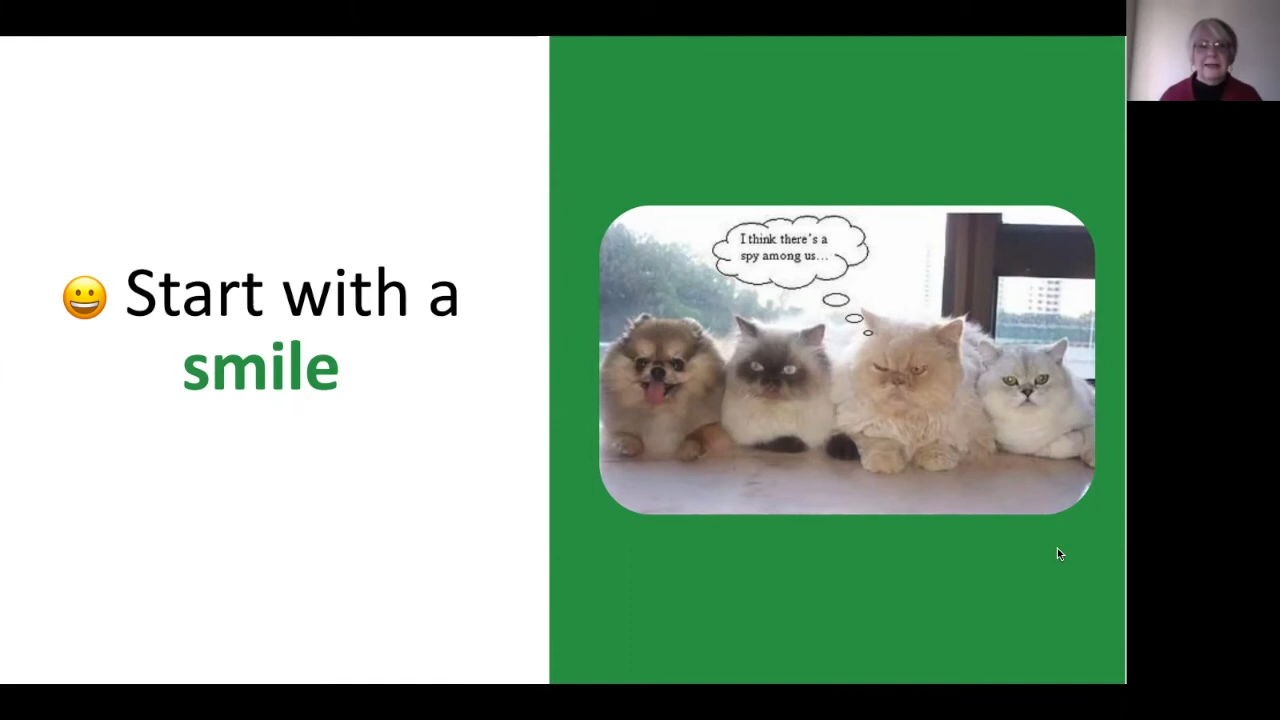 😀 Start with a
smile
I think there's a
spy among us...